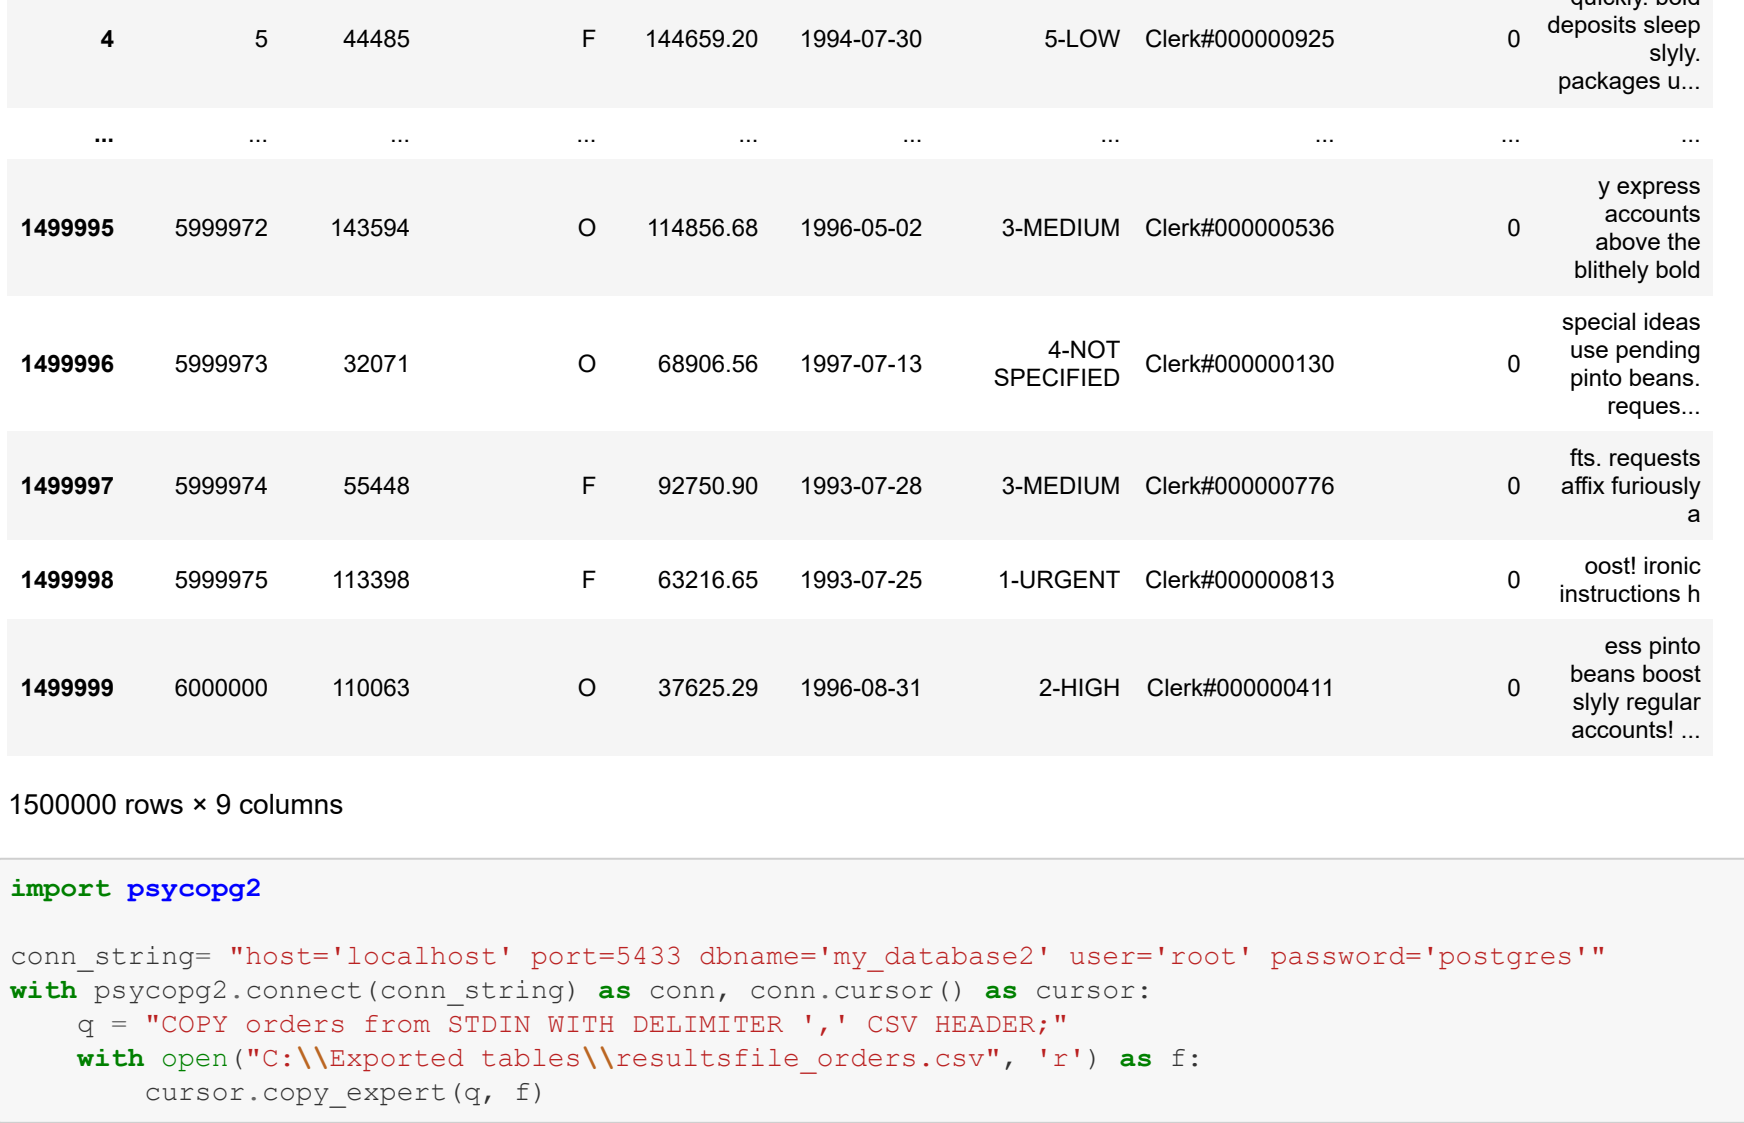 quickly. bold
deposits sleep
4 5 44485 F 144659.20 1994-07-30 5-LOW Clerk#000000925 0
slyly.
packages u...
... ... ... ... ... ... ... ... ... ...
y express
accounts
1499995 5999972 143594 O 114856.68 1996-05-02 3-MEDIUM Clerk#000000536 0
above the
blithely bold
special ideas
use pending
1499996 5999973 32071 O 68906.56 1997-07-13 4-NOT SPECIFIED Clerk#000000130 0
pinto beans.
reques...
fts. requests
1499997 5999974 55448 F 92750.90 1993-07-28 3-MEDIUM Clerk#000000776 0 affix furiously
a
oost! ironic
1499998 5999975 113398 F 63216.65 1993-07-25 1-URGENT Clerk#000000813 0
instructions h
ess pinto
beans boost
1499999 6000000 110063 O 37625.29 1996-08-31 2-HIGH Clerk#000000411 0
slyly regular
accounts! ...
1500000 rows × 9 columns
import psycopg2
conn_string= "host='localhost' port=5433 dbname='my_database2' user='root' password='postgres'"
with psycopg2.connect(conn_string) as conn, conn.cursor() as cursor:
    q = "COPY orders from STDIN WITH DELIMITER ',' CSV HEADER;"
    with open("C:\\Exported tables\\resultsfile_orders.csv", 'r') as f:
        cursor.copy_expert(q, f)